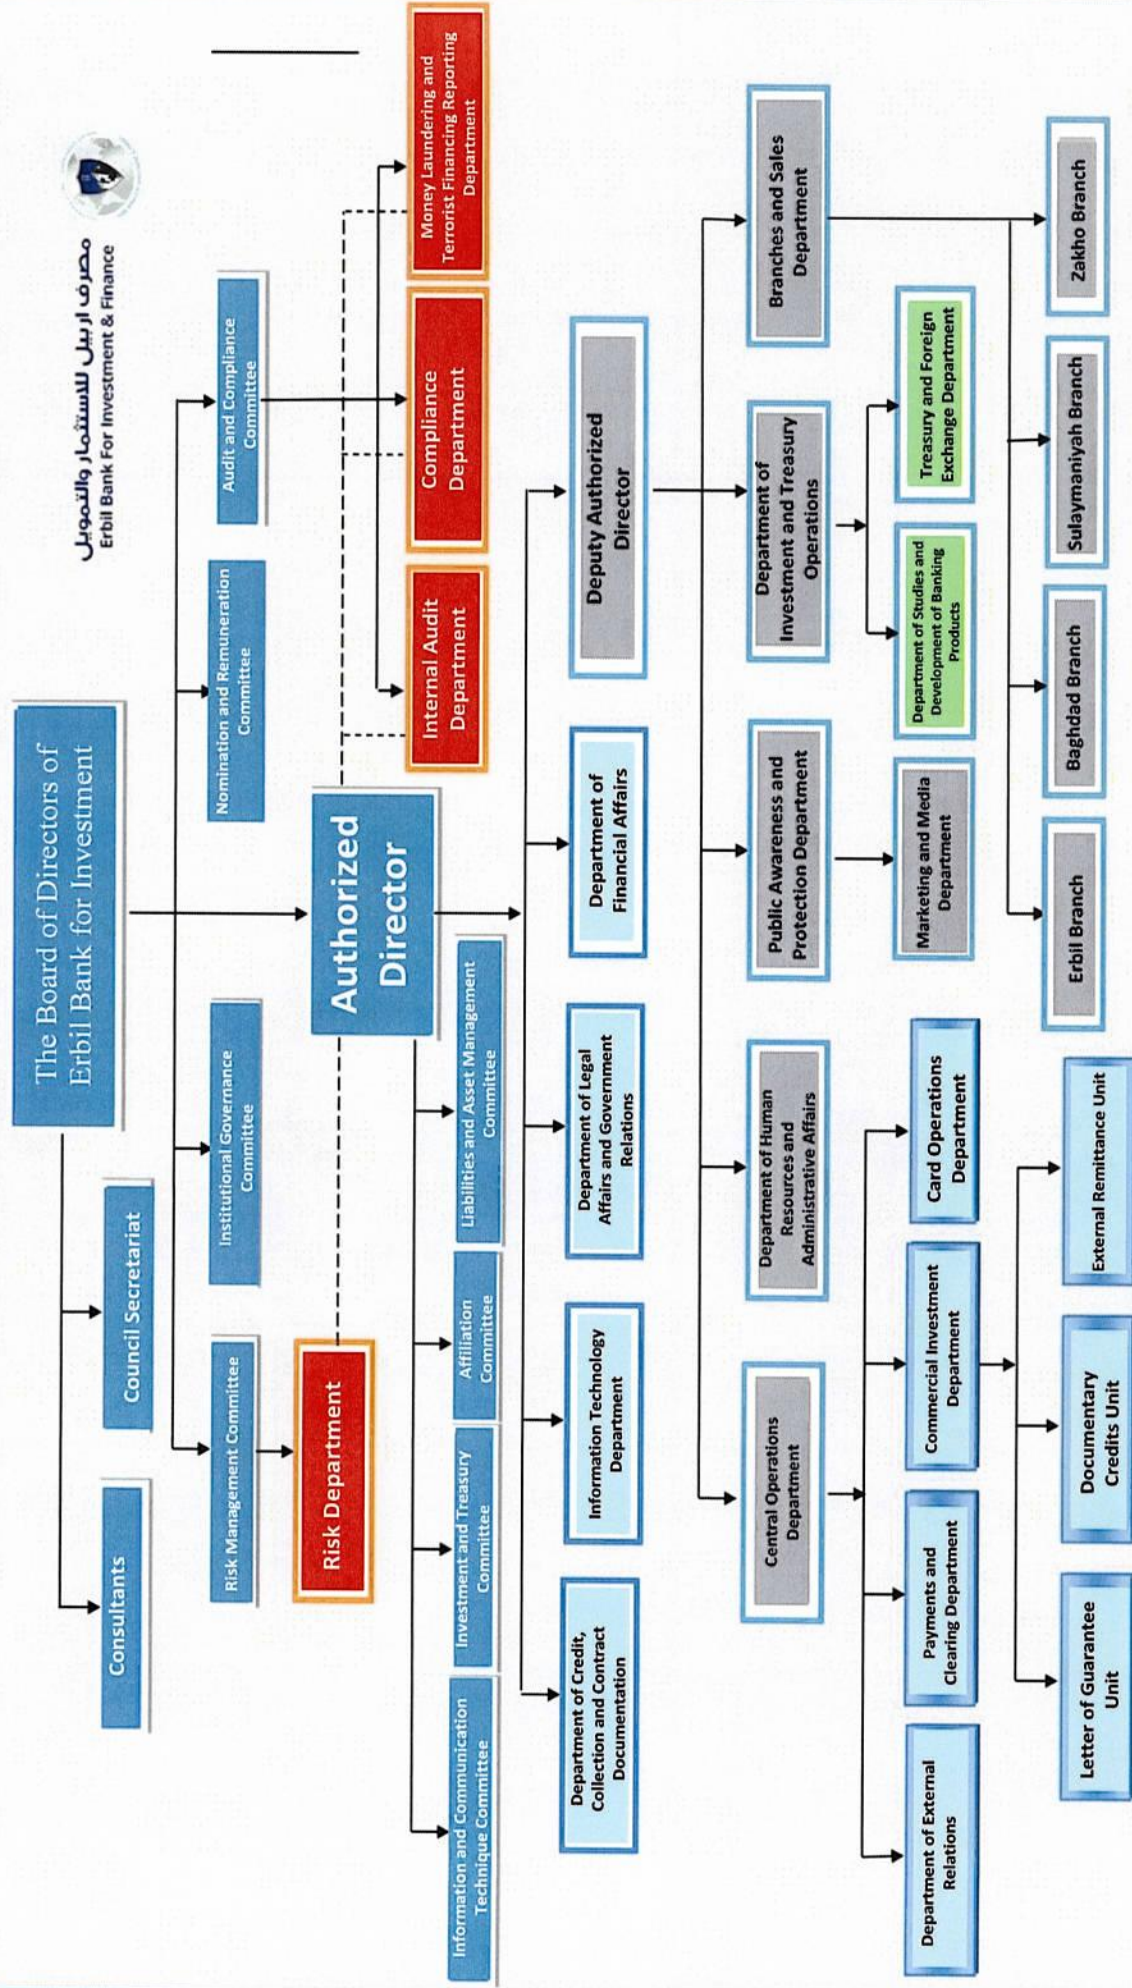 مصرف اربيل للاستثمار والتمويل
Erbil Bank For Investment & Finance
The Board of Directors of
Erbil Bank for Investment
Consultants
Council Secretariat
Risk Management Committee
Institutional Governance
Committee
Nomination and Remuneration
Committee
Audit and Compliance
Committee
Risk Department
Authorized
Director
Internal Audit
Department
Compliance
Department
Money Laundering and
Terrorist Financing Reporting
Department
Information and Communication
Technique Committee
Investment and Treasury
Committee
Affiliation
Committee
Liabilities and Asset Management
Committee
Department of Credit,
Collection and Contract
Documentation
Information Technology
Department
Department of Legal
Affairs and Government
Relations
Department of
Financial Affairs
Deputy Authorized
Director
Central Operations
Department
Department of Human
Resources and
Administrative Affairs
Public Awareness and
Protection Department
Department of
Investment and Treasury
Operations
Branches and Sales
Department
Department of External
Relations
Payments and
Clearing Department
Commercial Investment
Department
Card Operations
Department
Marketing and Media
Department
Department of Studies and
Development of Banking
Products
Treasury and Foreign
Exchange Department
Letter of Guarantee
Unit
Documentary
Credits Unit
External Remittance Unit
Erbil Branch
Baghdad Branch
Sulaymaniyah Branch
Zakho Branch